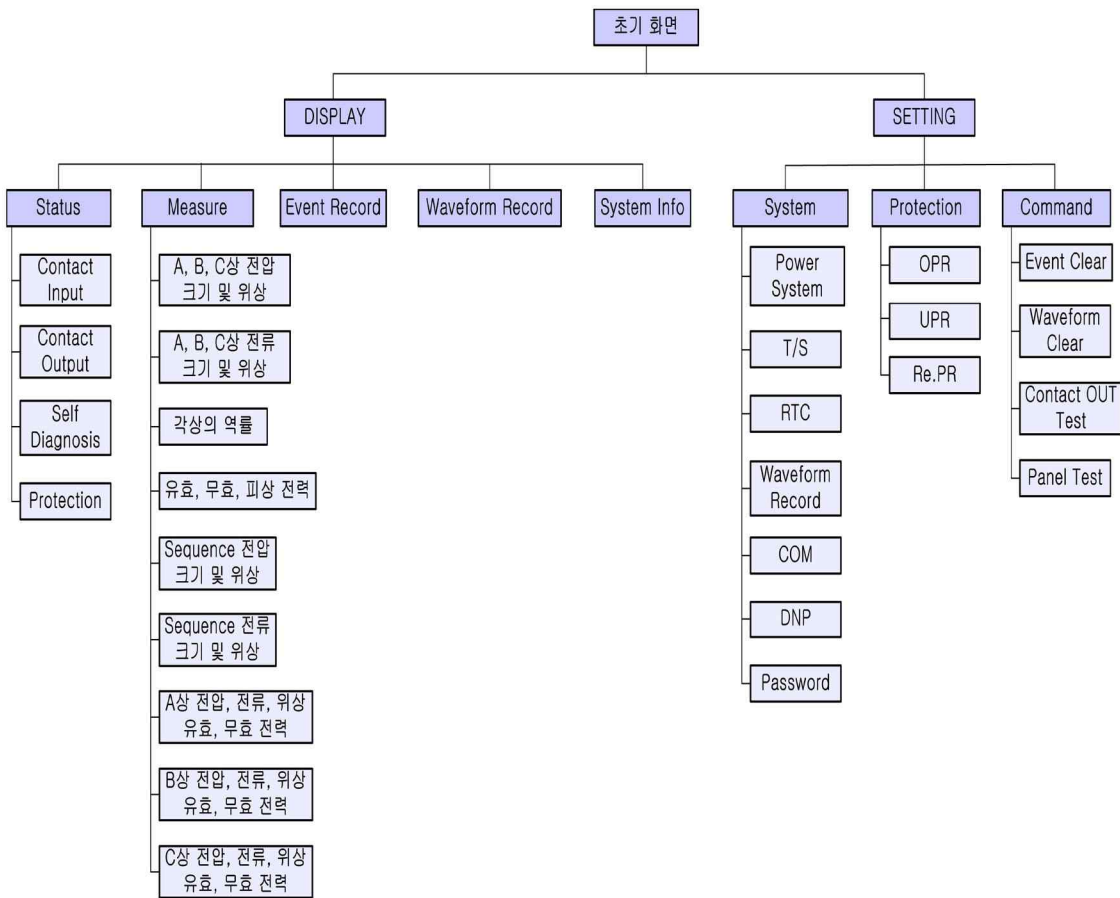 초기 화면
DISPLAY
SETTING
Status
Measure
Event Record
Waveform Record
System Info
System
Protection
Command
Contact
Input
Contact
Output
Self
Diagnosis
Protection
A, B, C상 전압
크기 및 위상
A, B, C상 전류
크기 및 위상
각상의 역률
유효, 무효, 피상 전력
Sequence 전압
크기 및 위상
Sequence 전류
크기 및 위상
A상 전압, 전류, 위상
유효, 무효 전력
B상 전압, 전류, 위상
유효, 무효 전력
C상 전압, 전류, 위상
유효, 무효 전력
Power
System
T/S
RTC
Waveform
Record
COM
DNP
Password
OPR
UPR
Re.PR
Event Clear
Waveform
Clear
Contact OUT
Test
Panel Test